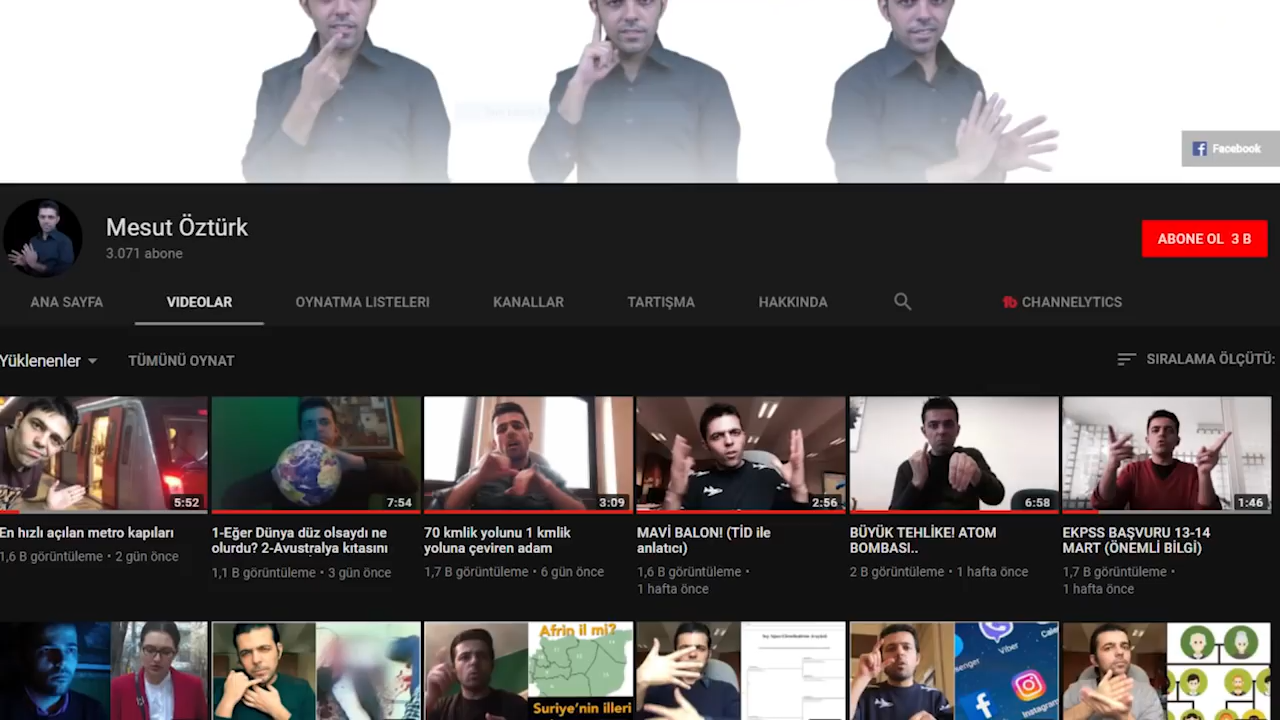 Facebook
Mesut Öztürk
3.071 abone
ABONE OL 3 B
ANA SAYFA
VIDEOLAR
OYNATMA LISTELERI
KANALLAR
TARTIŞMA
HAKKINDA
CHANNELYTICS
Yüklenenler
TÜMÜNÜ OYNAT
SIRALAMA ÖLÇÜTÜ:
5:52
7:54
3:09
2:56
6:58
1:46
En hızlı açılan metro kapıları
1,6 B görüntüleme • 2 gün önce
1-Eğer Dünya düz olsaydı ne
olurdu? 2-Avustralya kıtasını
1,1 B görüntüleme • 3 gün önce
70 kmlik yolunu 1 kmlik
yoluna çeviren adam
1,7 B görüntüleme • 6 gün önce
MAVİ BALON! (TİD ile
anlatıcı)
1,6 B görüntüleme •
1 hafta önce
BÜYÜK TEHLİKE! ATOM
BOMBASI..
2 B görüntüleme • 1 hafta önce
EKPSS BAŞVURU 13-14
MART (ÖNEMLİ BİLGİ)
1,7 B görüntüleme •
1 hafta önce
Afrin il mi?
Suriye'nin illeri
Viber
Instagram